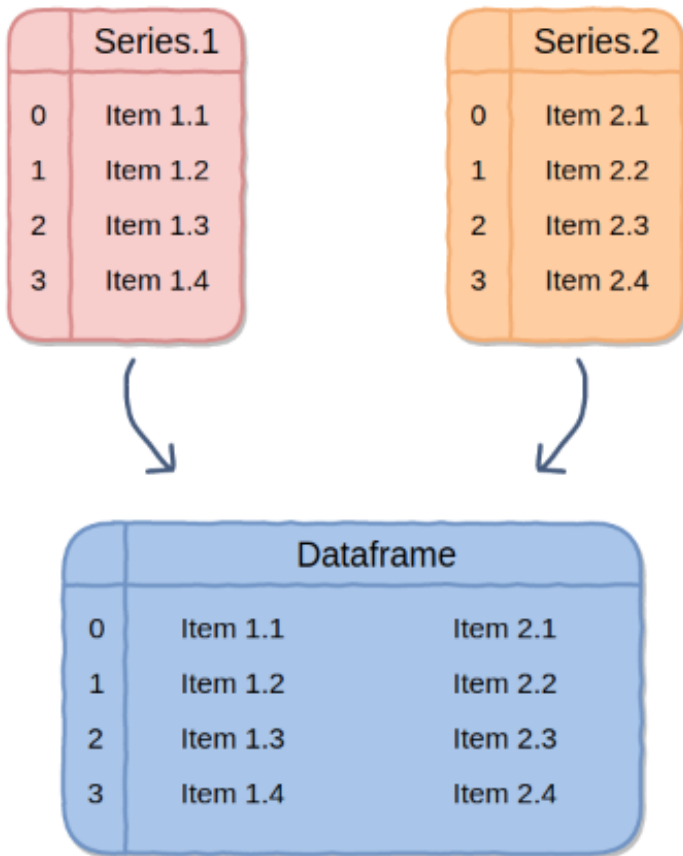 Series.1
0 Item 1.1
1 Item 1.2
2 Item 1.3
3 Item 1.4
Series.2
0 Item 2.1
1 Item 2.2
2 Item 2.3
3 Item 2.4
Dataframe
0 Item 1.1 Item 2.1
1 Item 1.2 Item 2.2
2 Item 1.3 Item 2.3
3 Item 1.4 Item 2.4